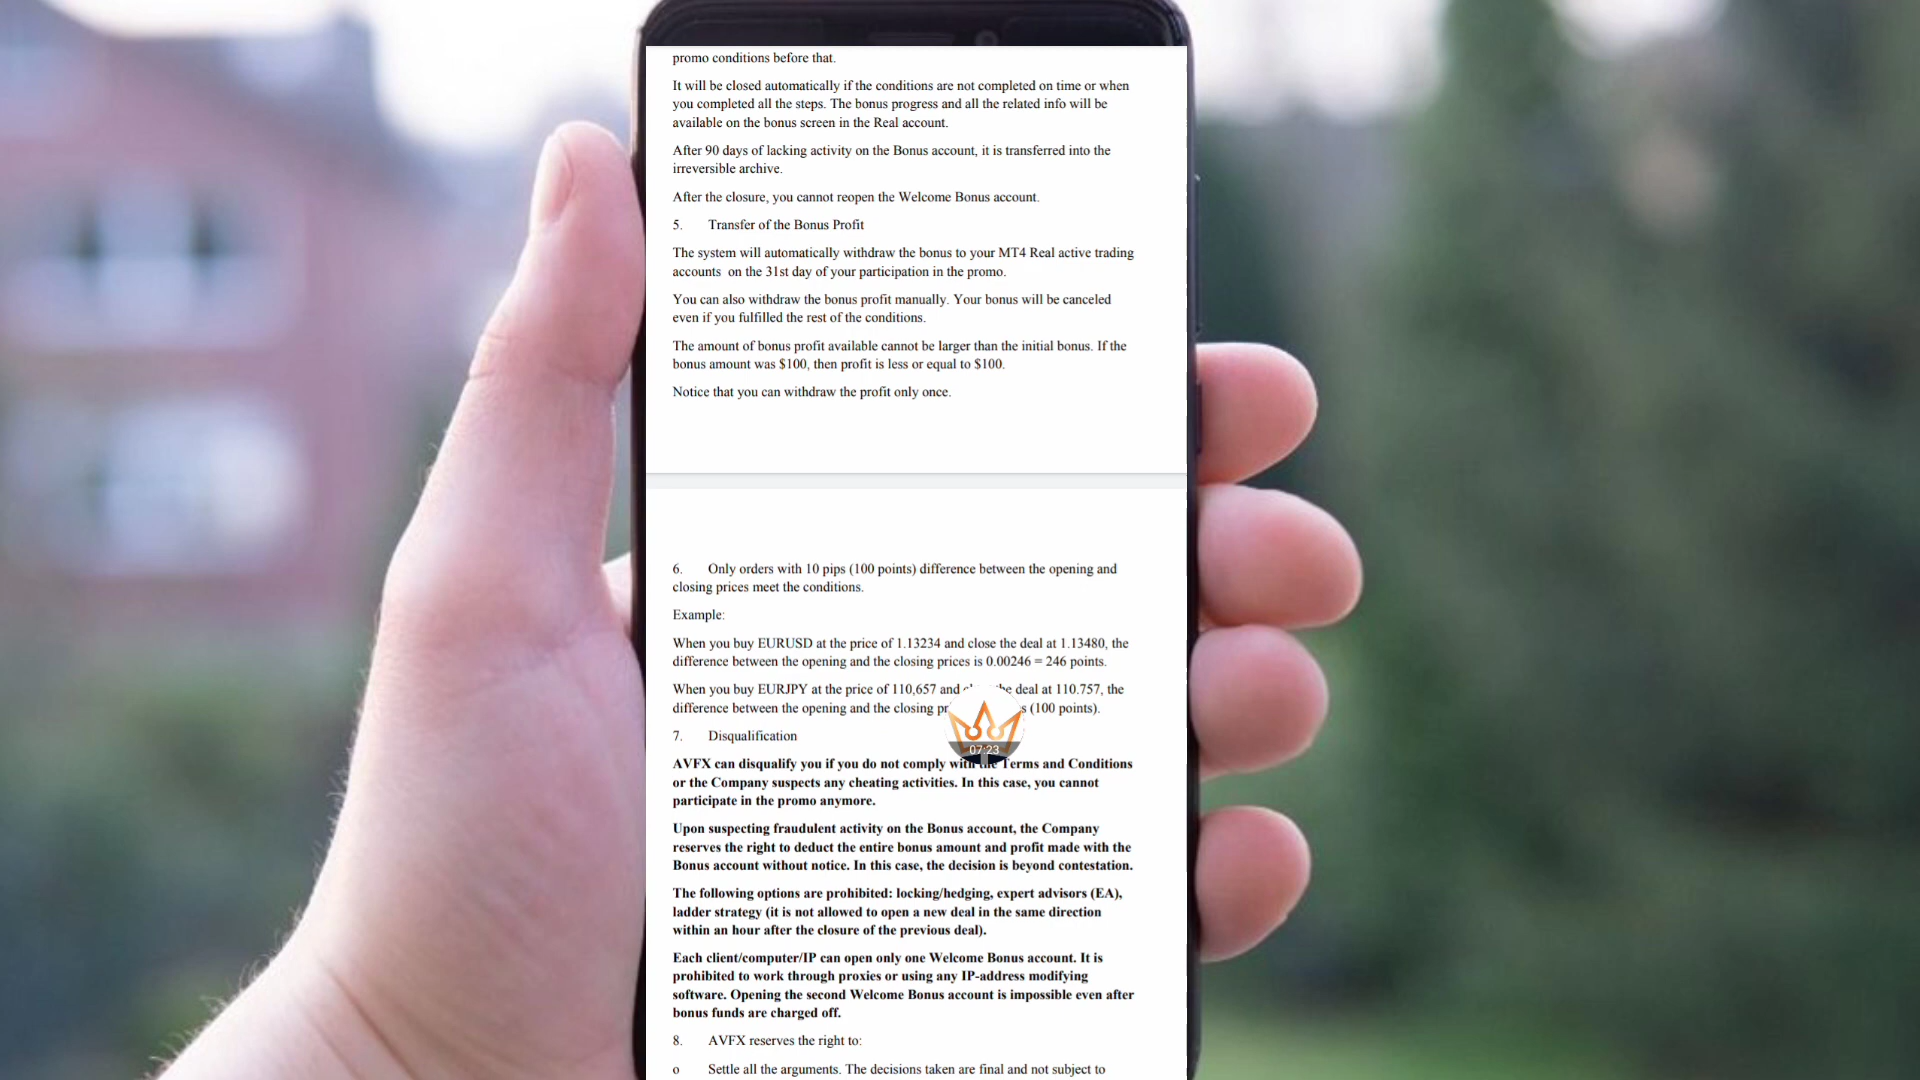 promo conditions before that.
It will be closed automatically if the conditions are not completed on time or when
you completed all the steps. The bonus progress and all the related info will be
available on the bonus screen in the Real account.
After 90 days of lacking activity on the Bonus account, it is transferred into the
irreversible archive.
After the closure, you cannot reopen the Welcome Bonus account.
5. Transfer of the Bonus Profit
The system will automatically withdraw the bonus to your MT4 Real active trading
accounts on the 31st day of your participation in the promo.
You can also withdraw the bonus profit manually. Your bonus will be canceled
even if you fulfilled the rest of the conditions.
The amount of bonus profit available cannot be larger than the initial bonus. If the
bonus amount was $100, then profit is less or equal to $100.
Notice that you can withdraw the profit only once.
6. Only orders with 10 pips (100 points) difference between the opening and
closing prices meet the conditions.
Example:
When you buy EURUSD at the price of 1.13234 and close the deal at 1.13480, the
difference between the opening and the closing prices is 0.00246 = 246 points.
When you buy EURJPY at the price of 110,657 and the deal at 110.757, the
difference between the opening and the closing (100 points).
07:23
7. Disqualification
AVFX can disqualify you if you do not comply with the Terms and Conditions
or the Company suspects any cheating activities. In this case, you cannot
participate in the promo anymore.
Upon suspecting fraudulent activity on the Bonus account, the Company
reserves the right to deduct the entire bonus amount and profit made with the
Bonus account without notice. In this case, the decision is beyond contestation.
The following options are prohibited: locking/hedging, expert advisors (EA),
ladder strategy (it is not allowed to open a new deal in the same direction
within an hour after the closure of the previous deal).
Each client/computer/IP can open only one Welcome Bonus account. It is
prohibited to work through proxies or using any IP-address modifying
software. Opening the second Welcome Bonus account is impossible even after
bonus funds are charged off.
8. AVFX reserves the right to:
o Settle all the arguments. The decisions taken are final and not subject to